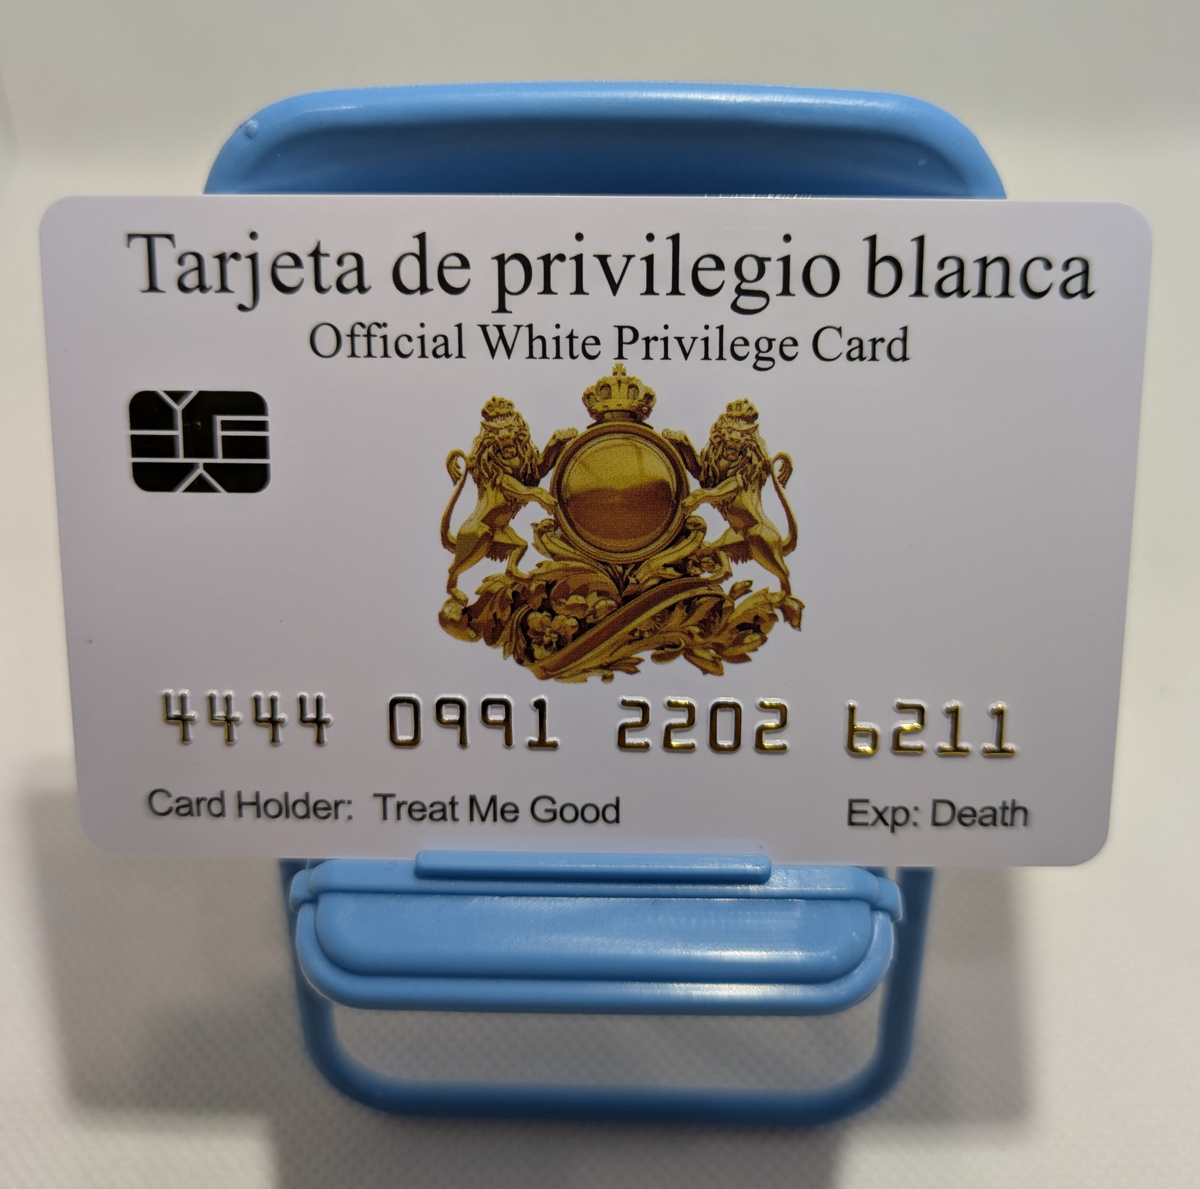 Tarjeta de privilegio blanca
Official White Privilege Card
4444 0991 2202 6211
Card Holder: Treat Me Good Exp: Death